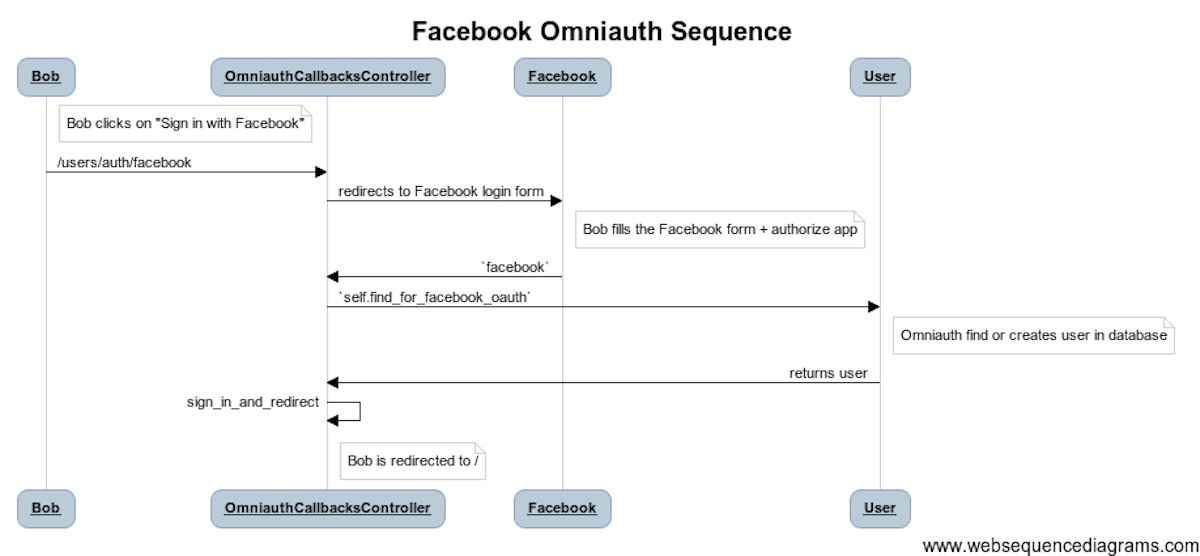 Facebook Omniauth Sequence
Bob
OmniauthCallbacksController
Facebook
User
Bob clicks on "Sign in with Facebook"
/users/auth/facebook
redirects to Facebook login form
Bob fills the Facebook form + authorize app
`facebook`
`self.find_for_facebook_oauth`
Omniauth find or creates user in database
returns user
sign_in_and_redirect
Bob is redirected to /
Bob
OmniauthCallbacksController
Facebook
User
www.websequencediagrams.com